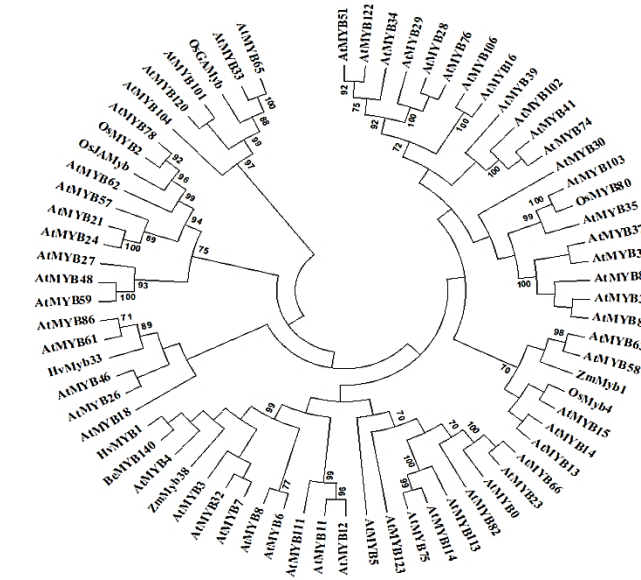 AtMYB51
AtMYB122
AtMYB34
AtMYB29
AtMYB28
AtMYB76
AtMYB106
AtMYB16
AtMYB39
AtMYB102
AtMYB41
AtMYB74
AtMYB30
AtMYB103
OsMYB80
AtMYB35
AtMYB58
ZmMyb1
OsMyb4
AtMYB15
AtMYB14
AtMYB13
AtMYB66
AtMYB23
AtMYB0
AtMYB82
AtMYB113
AtMYB114
AtMYB75
AtMYB123
AtMYB5
AtMYB12
AtMYB11
AtMYB111
AtMYB6
AtMYB8
AtMYB7
AtMYB32
AtMYB3
ZmMyb38
AtMYB4
BcMYB140
HvMYB1
AtMYB18
AtMYB26
AtMYB46
HvMyb33
AtMYB61
AtMYB86
AtMYB59
AtMYB48
AtMYB27
AtMYB24
AtMYB21
AtMYB57
AtMYB62
OsJAMyb
OsMYB2
AtMYB78
AtMYB104
AtMYB120
AtMYB101
OsGAMyb
AtMYB33
AtMYB65
92
75
92
100
100
72
100
100
99
100
98
70
70
100
70
100
99
99
96
77
99
71
89
100
93
100
89
75
94
99
96
92
100
88
99
97